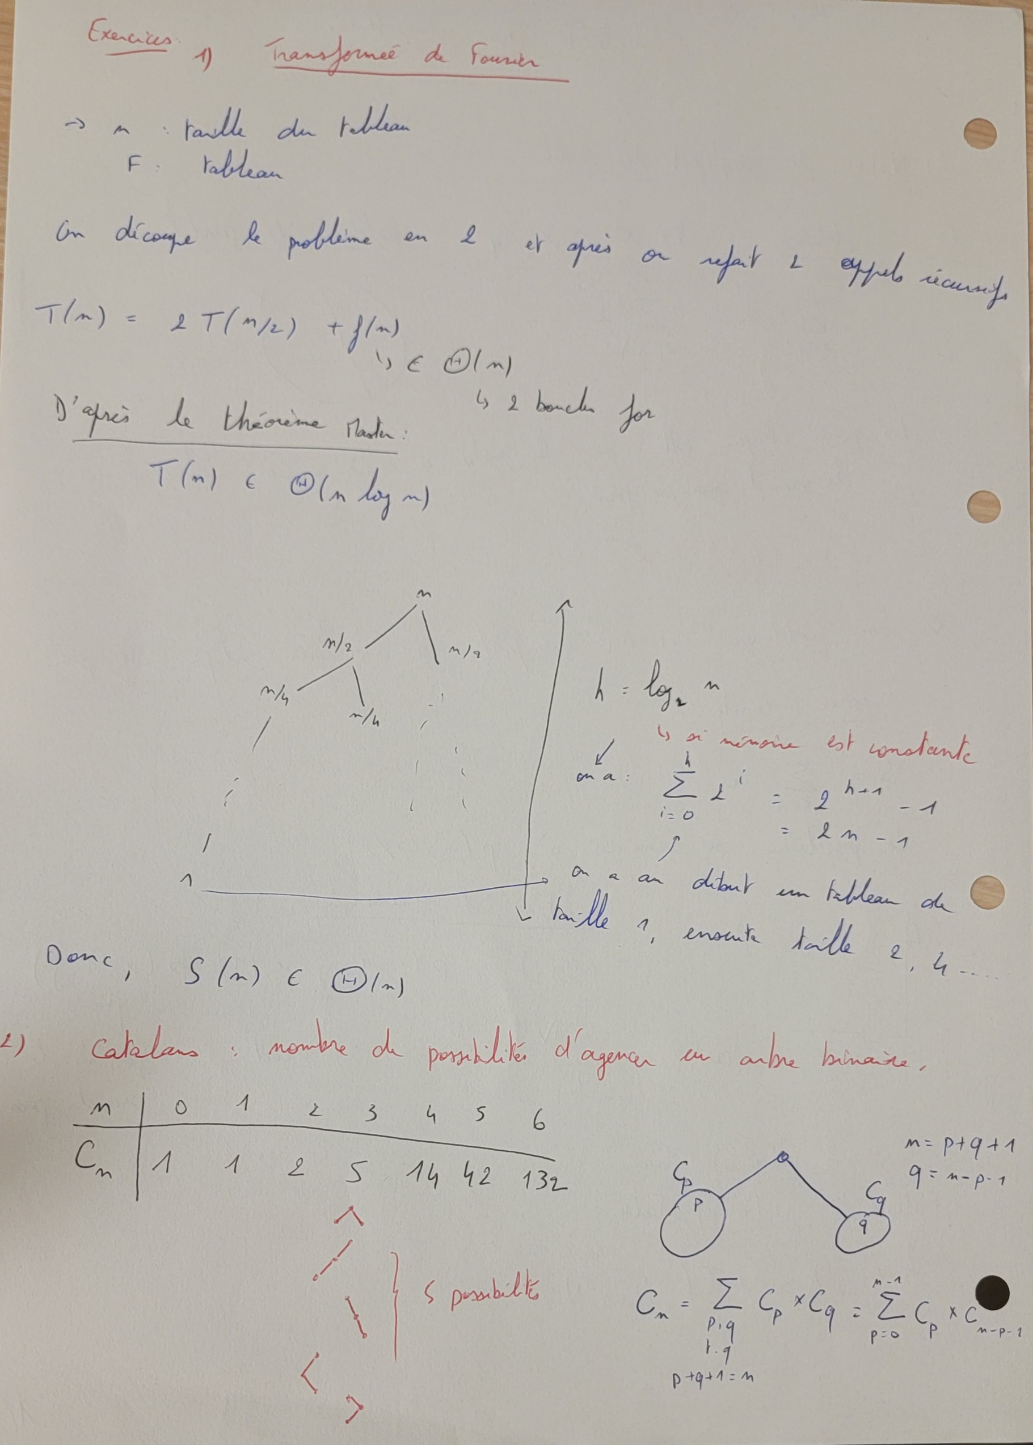 Exercices : 1) Transformée de Fourier
→ n : taille du tableau
F : tableau
On découpe le problème en 2 et après on refait 2 appels récursifs
T(n) = 2 T(n/2) + f(n)
↳ ∈ Θ(n)
↳ 2 boucles for
D'après le théorème Master :
T(n) ∈ Θ(n log n)
n
n/2 n/2
n/4 n/4
1
h = log₂ n
↳ si mémoire est constante
on a : ∑_{i=0}^{h} 2^i = 2^{h+1} - 1
= 2n - 1
on a au début un tableau de
taille 1, ensuite taille 2, 4 ....
Donc, S(n) ∈ Θ(n)
2) Catalans : nombre de possibilités d'agencer un arbre binaire.
n | 0 1 2 3 4 5 6
Cn | 1 1 2 5 14 42 132
5 possibilités
n = p+q+1
q = n-p-1
Cp Cq
p q
Cn = ∑_{p,q t.q p+q+1=n} Cp × Cq = ∑_{p=0}^{n-1} Cp × C_{n-p-1}